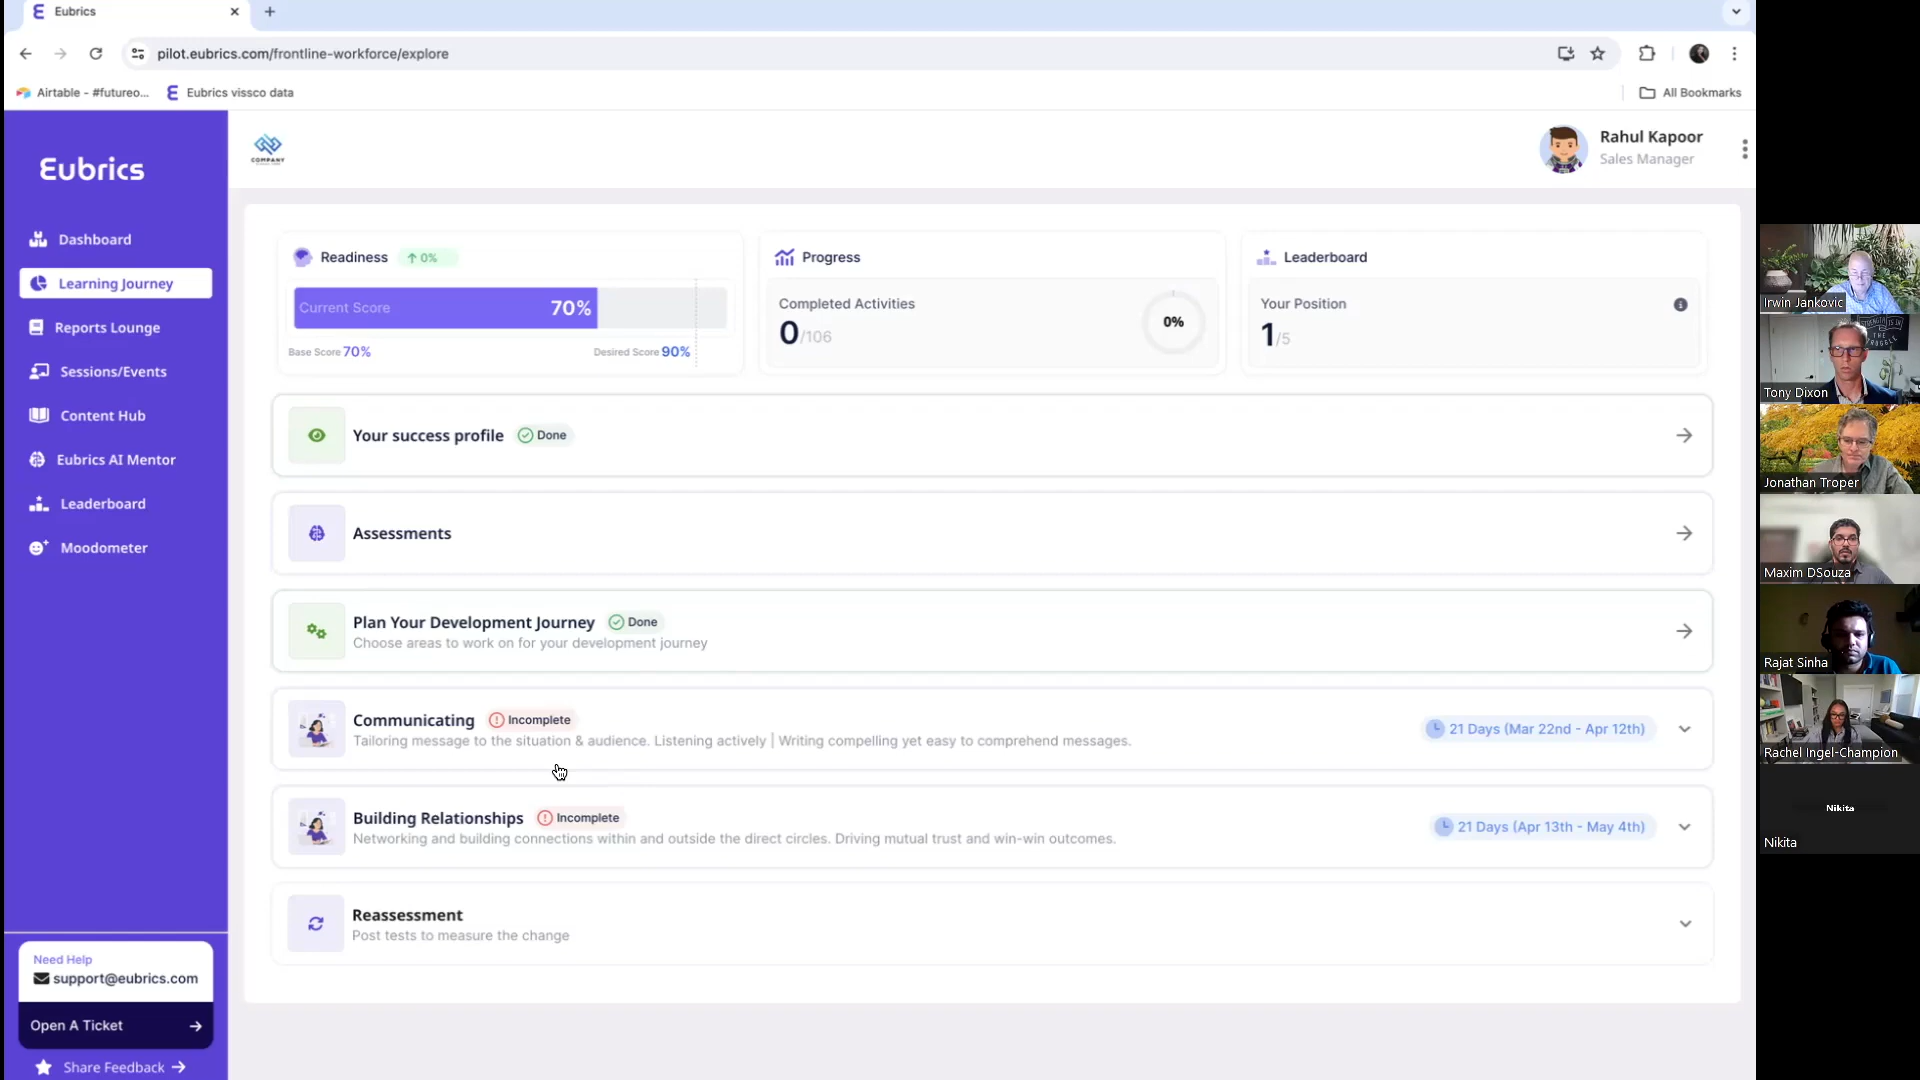 Eubrics
pilot.eubrics.com/frontline-workforce/explore
Airtable - #futureo...
Eubrics vissco data
All Bookmarks
Eubrics
Dashboard
Learning Journey
Reports Lounge
Sessions/Events
Content Hub
Eubrics AI Mentor
Leaderboard
Moodometer
Need Help
support@eubrics.com
Open A Ticket
Share Feedback
COMPANY
Rahul Kapoor
Sales Manager
Readiness
0%
Current Score
70%
Base Score 70%
Desired Score 90%
Progress
Completed Activities
0/106
0%
Leaderboard
Your Position
1/5
Your success profile
Done
Assessments
Plan Your Development Journey
Done
Choose areas to work on for your development journey
Communicating
Incomplete
Tailoring message to the situation & audience. Listening actively | Writing compelling yet easy to comprehend messages.
21 Days (Mar 22nd - Apr 12th)
Building Relationships
Incomplete
Networking and building connections within and outside the direct circles. Driving mutual trust and win-win outcomes.
21 Days (Apr 13th - May 4th)
Reassessment
Post tests to measure the change
Irwin Jankovic
STRENGTH IS IN
THE
STRUGGLE
Tony Dixon
Jonathan Troper
Maxim DSouza
Rajat Sinha
Rachel Ingel-Champion
Nikita
Nikita